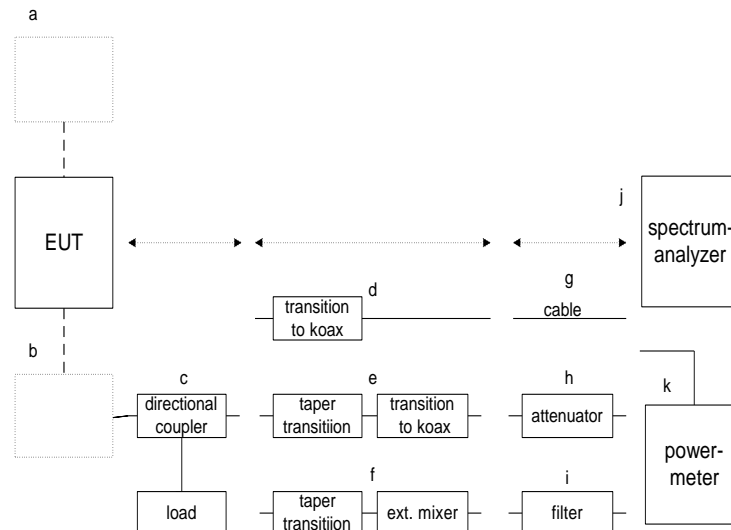 a
j
EUT
spectrum-
analyzer
d
g
transition
to koax
cable
b
c
e
h
k
directional
coupler
taper
transitiion
transition
to koax
attenuator
power-
meter
f
i
load
taper
transitiion
ext. mixer
filter